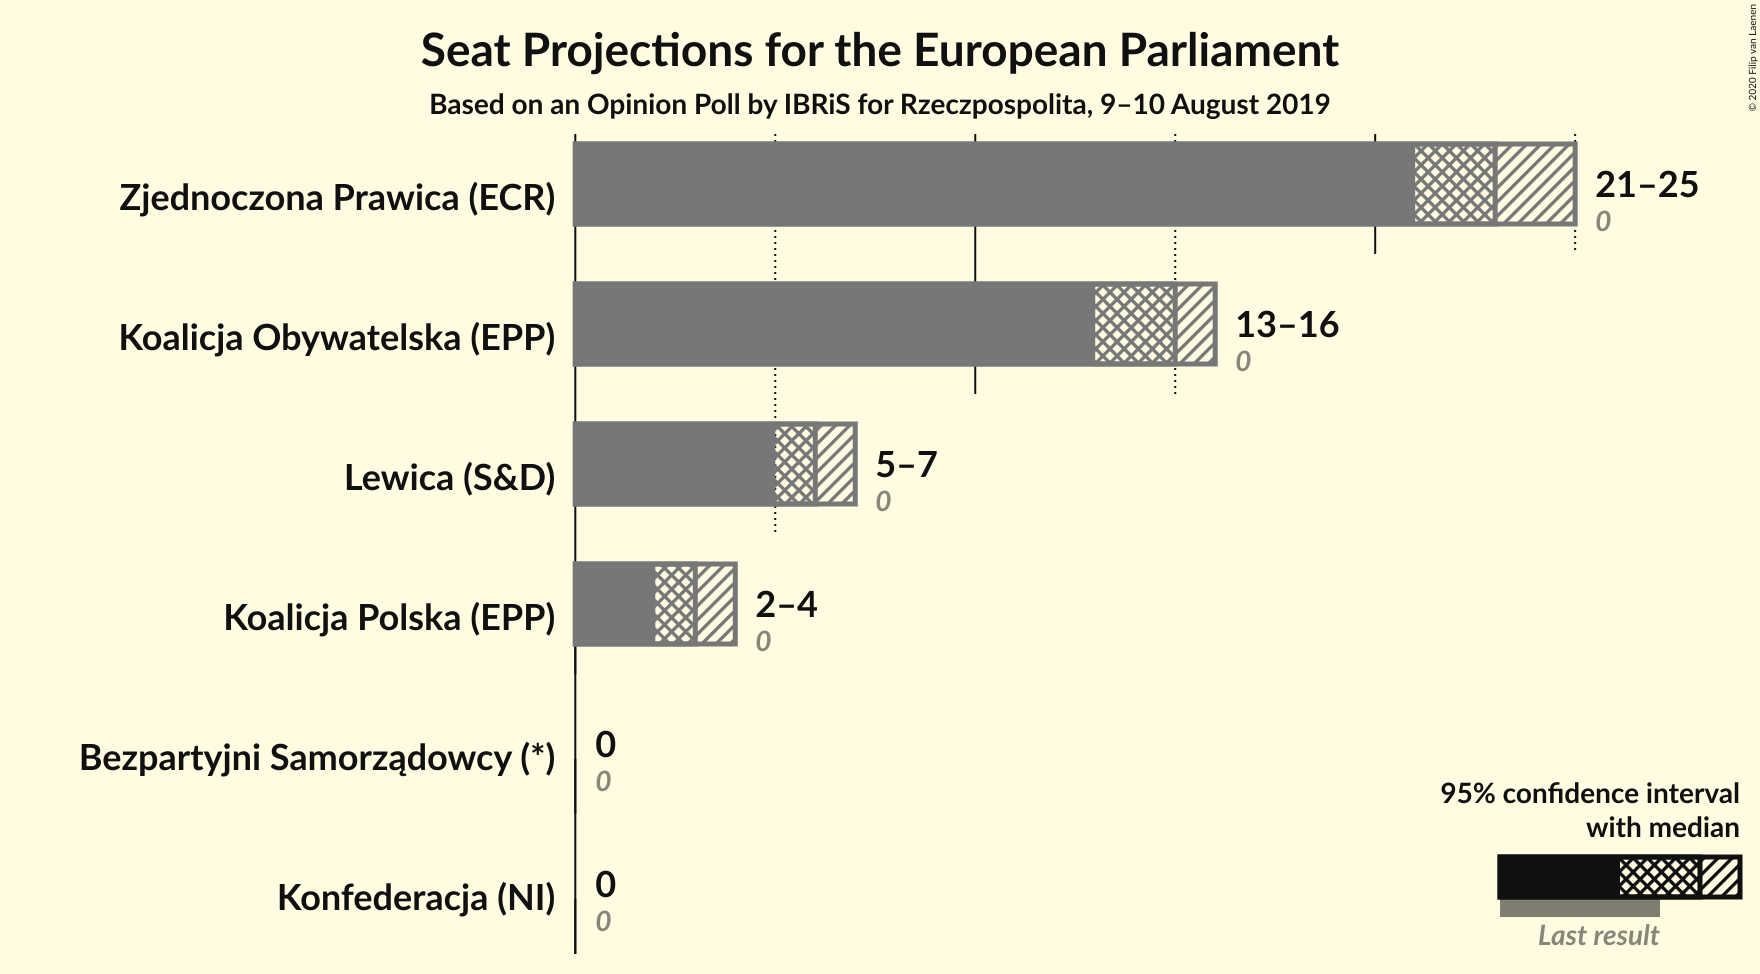 Seat Projections for the European Parliament
Based on an Opinion Poll by IBRiS for Rzeczpospolita, 9–10 August 2019
© 2020 Filip van Laenen
Zjednoczona Prawica (ECR)
21–25
0
Koalicja Obywatelska (EPP)
13–16
0
Lewica (S&D)
5–7
0
Koalicja Polska (EPP)
2–4
0
Bezpartyjni Samorządowcy (*)
0
0
Konfederacja (NI)
0
0
95% confidence interval
with median
Last result